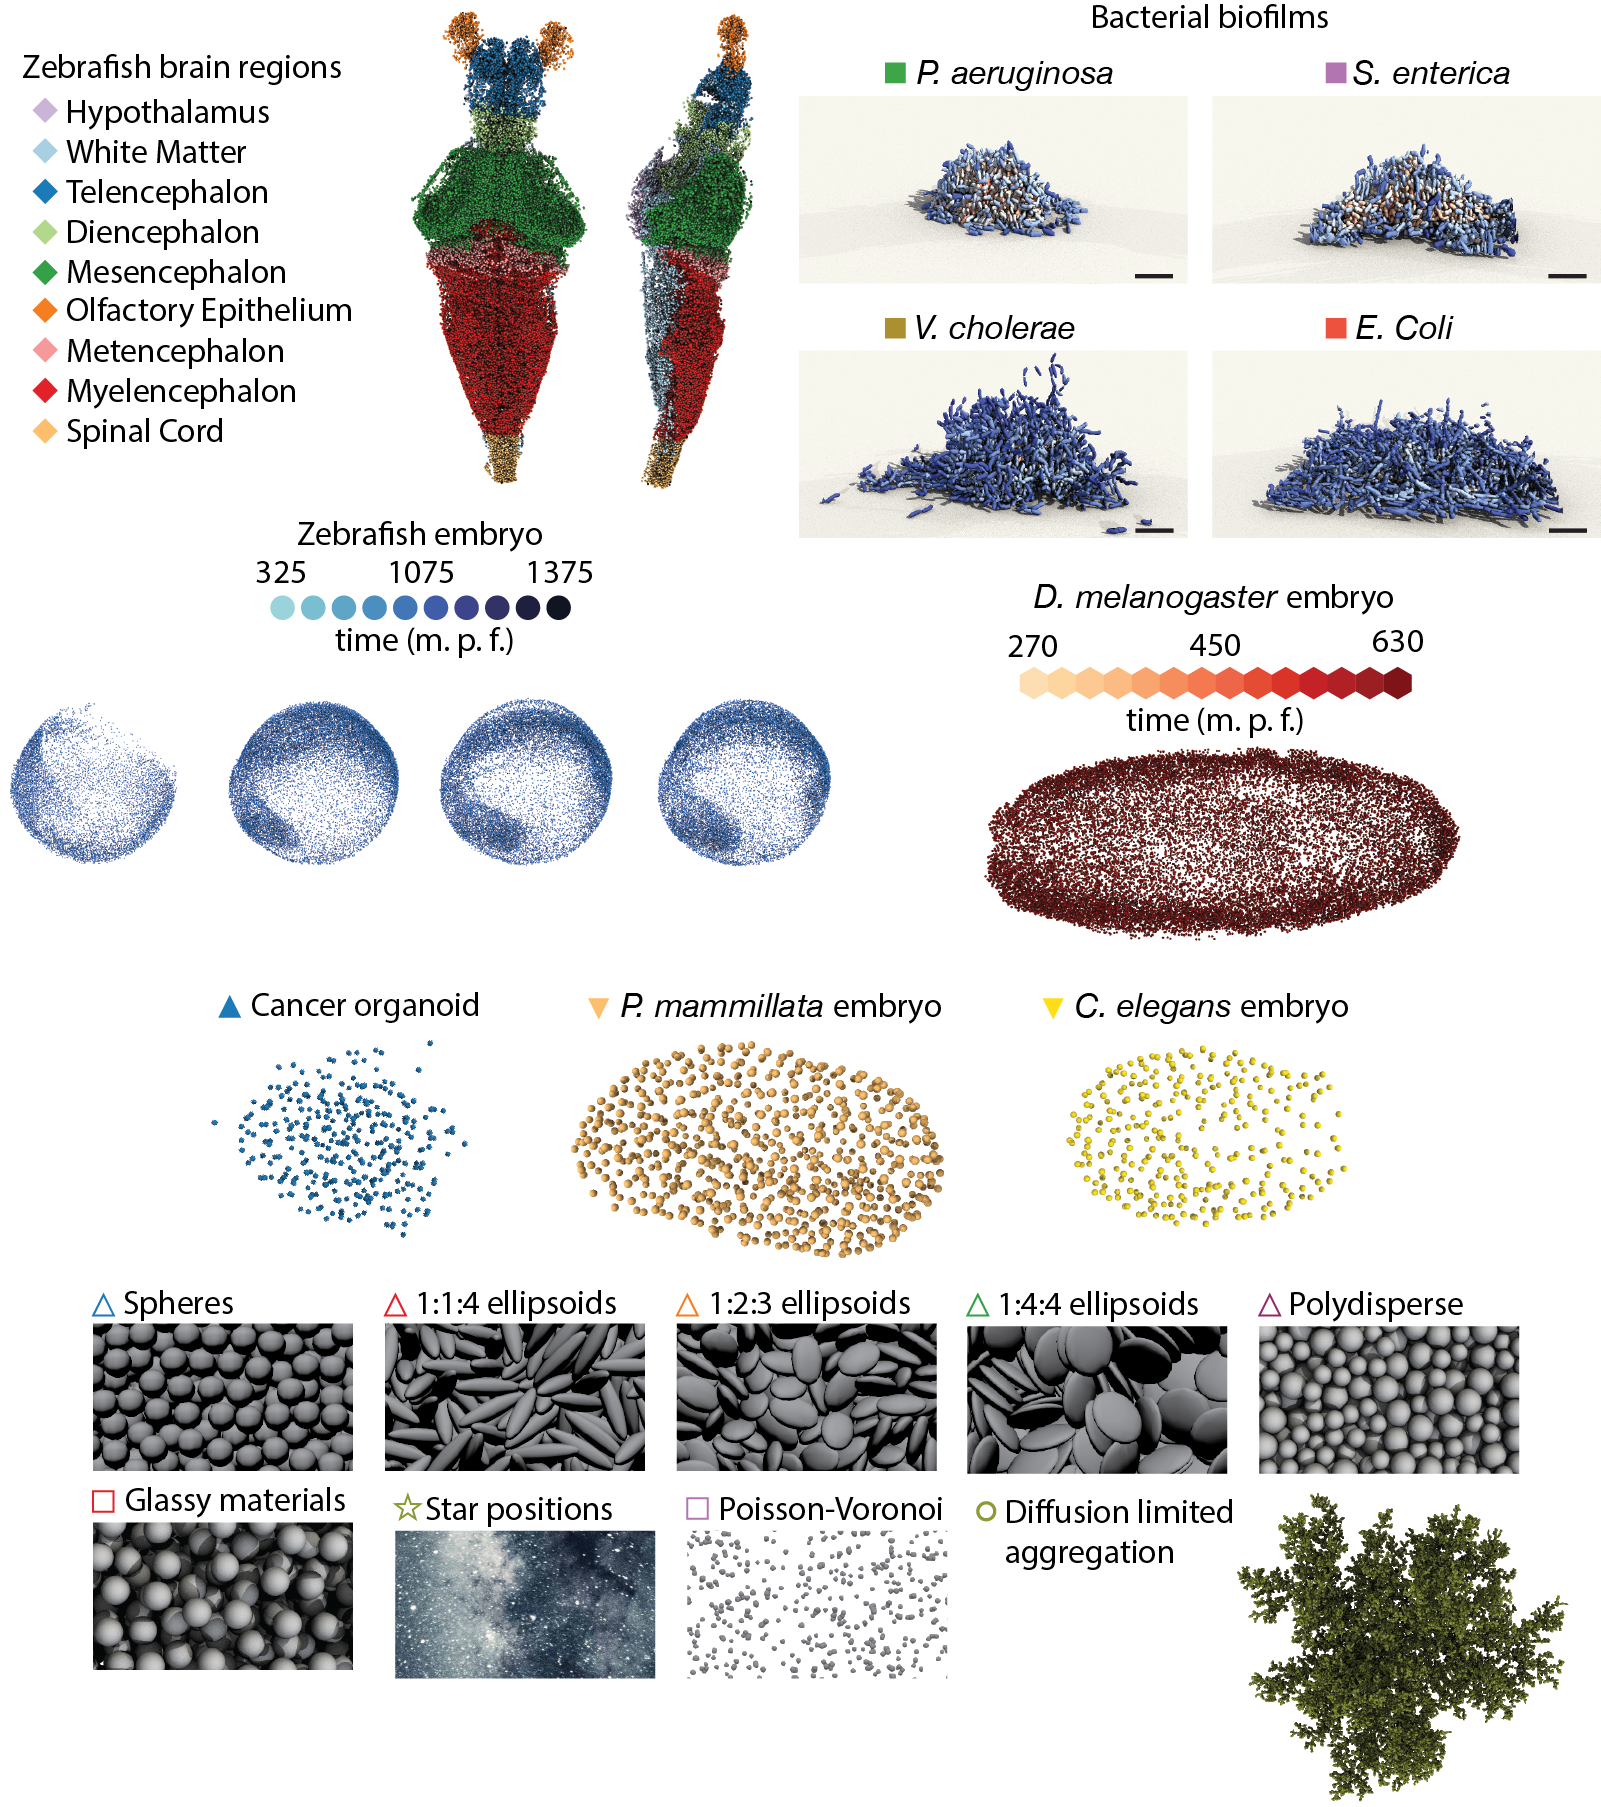 Zebrafish brain regions
Hypothalamus
White Matter
Telencephalon
Diencephalon
Mesencephalon
Olfactory Epithelium
Metencephalon
Myelencephalon
Spinal Cord
Bacterial biofilms
P. aeruginosa
S. enterica
V. cholerae
E. Coli
Zebrafish embryo
325 1075 1375
time (m. p. f.)
D. melanogaster embryo
270 450 630
time (m. p. f.)
Cancer organoid
P. mammillata embryo
C. elegans embryo
Spheres
1:1:4 ellipsoids
1:2:3 ellipsoids
1:4:4 ellipsoids
Polydisperse
Glassy materials
Star positions
Poisson-Voronoi
Diffusion limited
aggregation